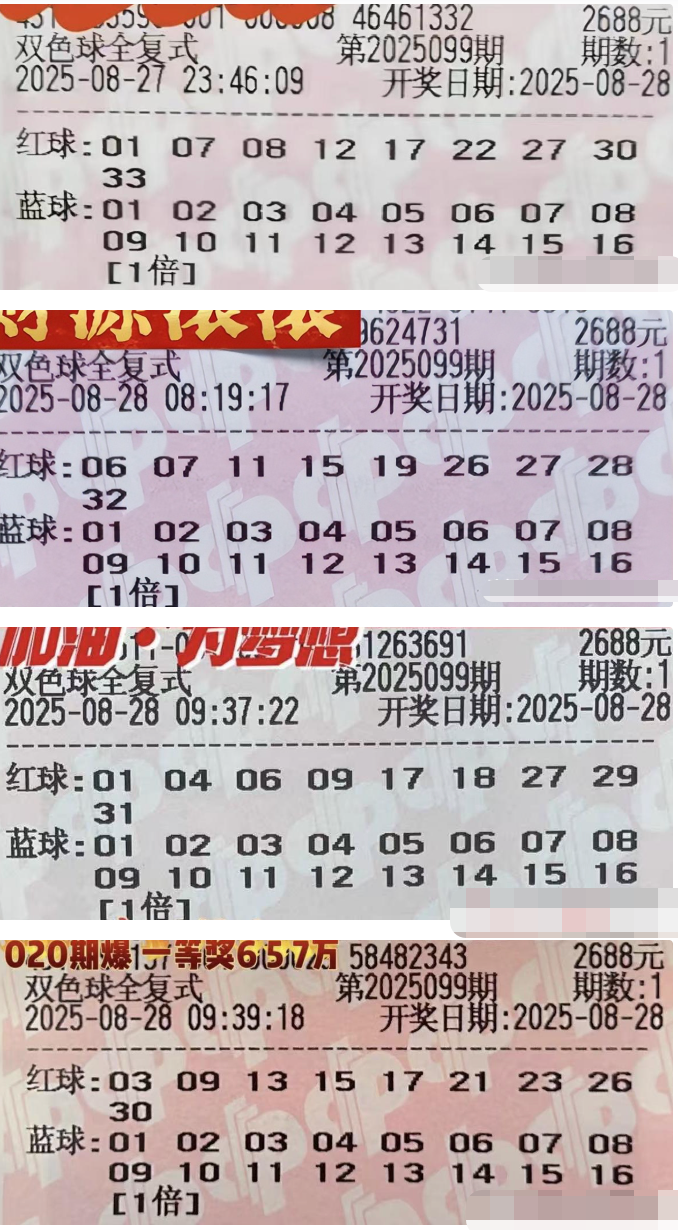 46461332 2688元
双色球全复式 第2025099期 期数:1
2025-08-27 23:46:09 开奖日期:2025-08-28
红球:01 07 08 12 17 22 27 30
33
蓝球:01 02 03 04 05 06 07 08
09 10 11 12 13 14 15 16
[1倍]
财源滚滚 9624731 2688元
双色球全复式 第2025099期 期数:1
2025-08-28 08:19:17 开奖日期:2025-08-28
红球:06 07 11 15 19 26 27 28
32
蓝球:01 02 03 04 05 06 07 08
09 10 11 12 13 14 15 16
[1倍]
加油·为梦想 1263691 2688元
双色球全复式 第2025099期 期数:1
2025-08-28 09:37:22 开奖日期:2025-08-28
红球:01 04 06 09 17 18 27 29
31
蓝球:01 02 03 04 05 06 07 08
09 10 11 12 13 14 15 16
[1倍]
020期爆 一等奖657万 58482343 2688元
双色球全复式 第2025099期 期数:1
2025-08-28 09:39:18 开奖日期:2025-08-28
红球:03 09 13 15 17 21 23 26
30
蓝球:01 02 03 04 05 06 07 08
09 10 11 12 13 14 15 16
[1倍]